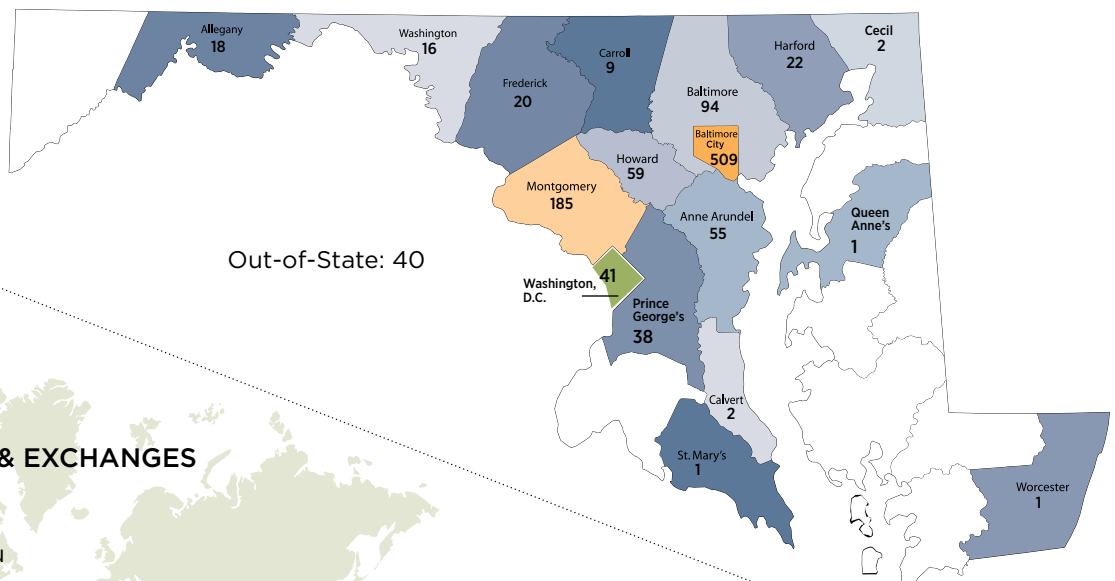 Allegany
18
Washington
16
Frederick
20
Carroll
9
Baltimore
94
Harford
22
Cecil
2
Baltimore
City
509
Howard
59
Montgomery
185
Anne Arundel
55
Queen
Anne's
1
Out-of-State: 40
41
Washington,
D.C.
Prince
George's
38
Calvert
2
St. Mary's
1
Worcester
1
& EXCHANGES